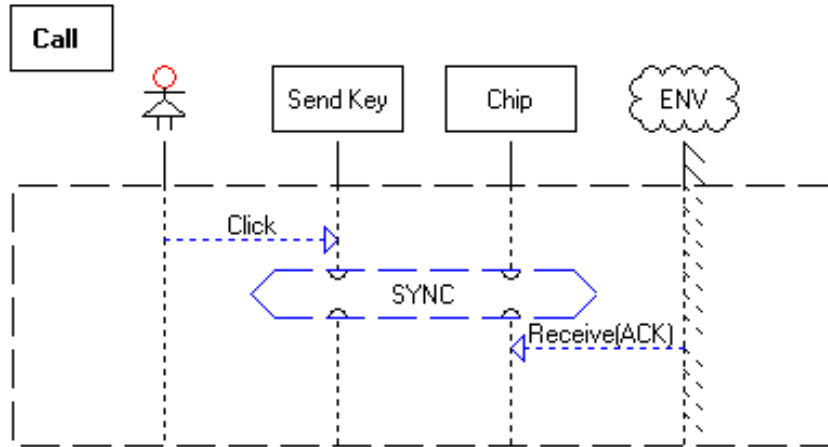 Call
Send Key
Chip
ENV
Click
SYNC
Receive(ACK)